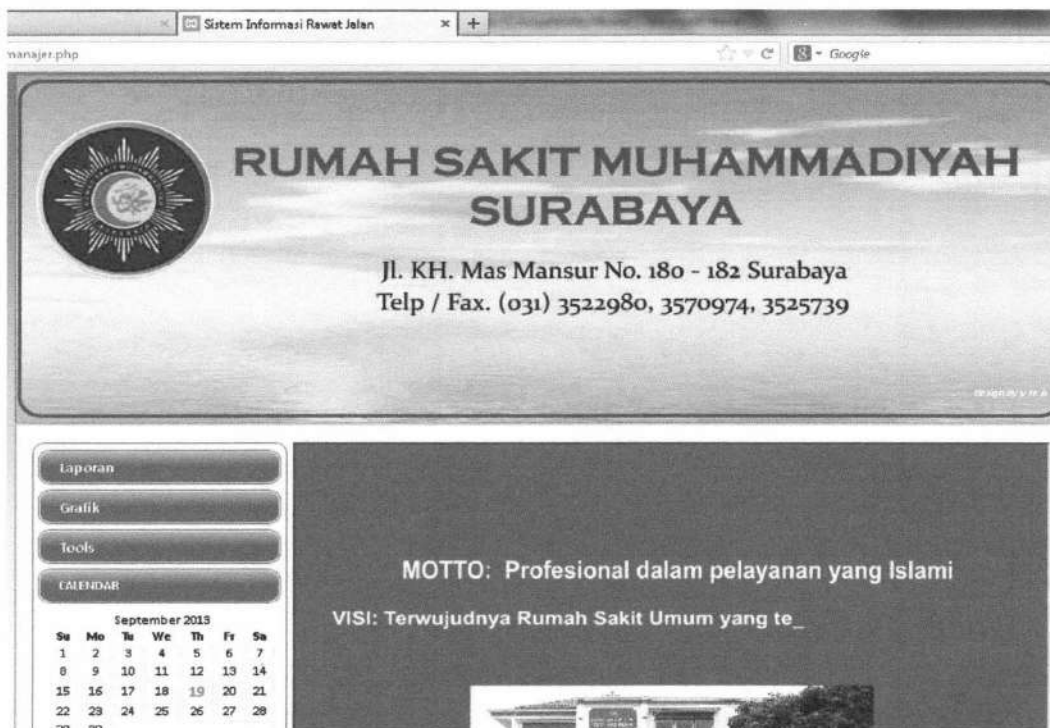 Sistem Informasi Rawat Jalan
manajer.php
Google
RUMAH SAKIT MUHAMMADIYAH
SURABAYA
Jl. KH. Mas Mansur No. 180 - 182 Surabaya
Telp / Fax. (031) 3522980, 3570974, 3525739
Laporan
Grafik
Tools
CALENDAR
September 2013
Su Mo Tu We Th Fr Sa
1 2 3 4 5 6 7
8 9 10 11 12 13 14
15 16 17 18 19 20 21
22 23 24 25 26 27 28
MOTTO: Profesional dalam pelayanan yang Islami
VISI: Terwujudnya Rumah Sakit Umum yang te_